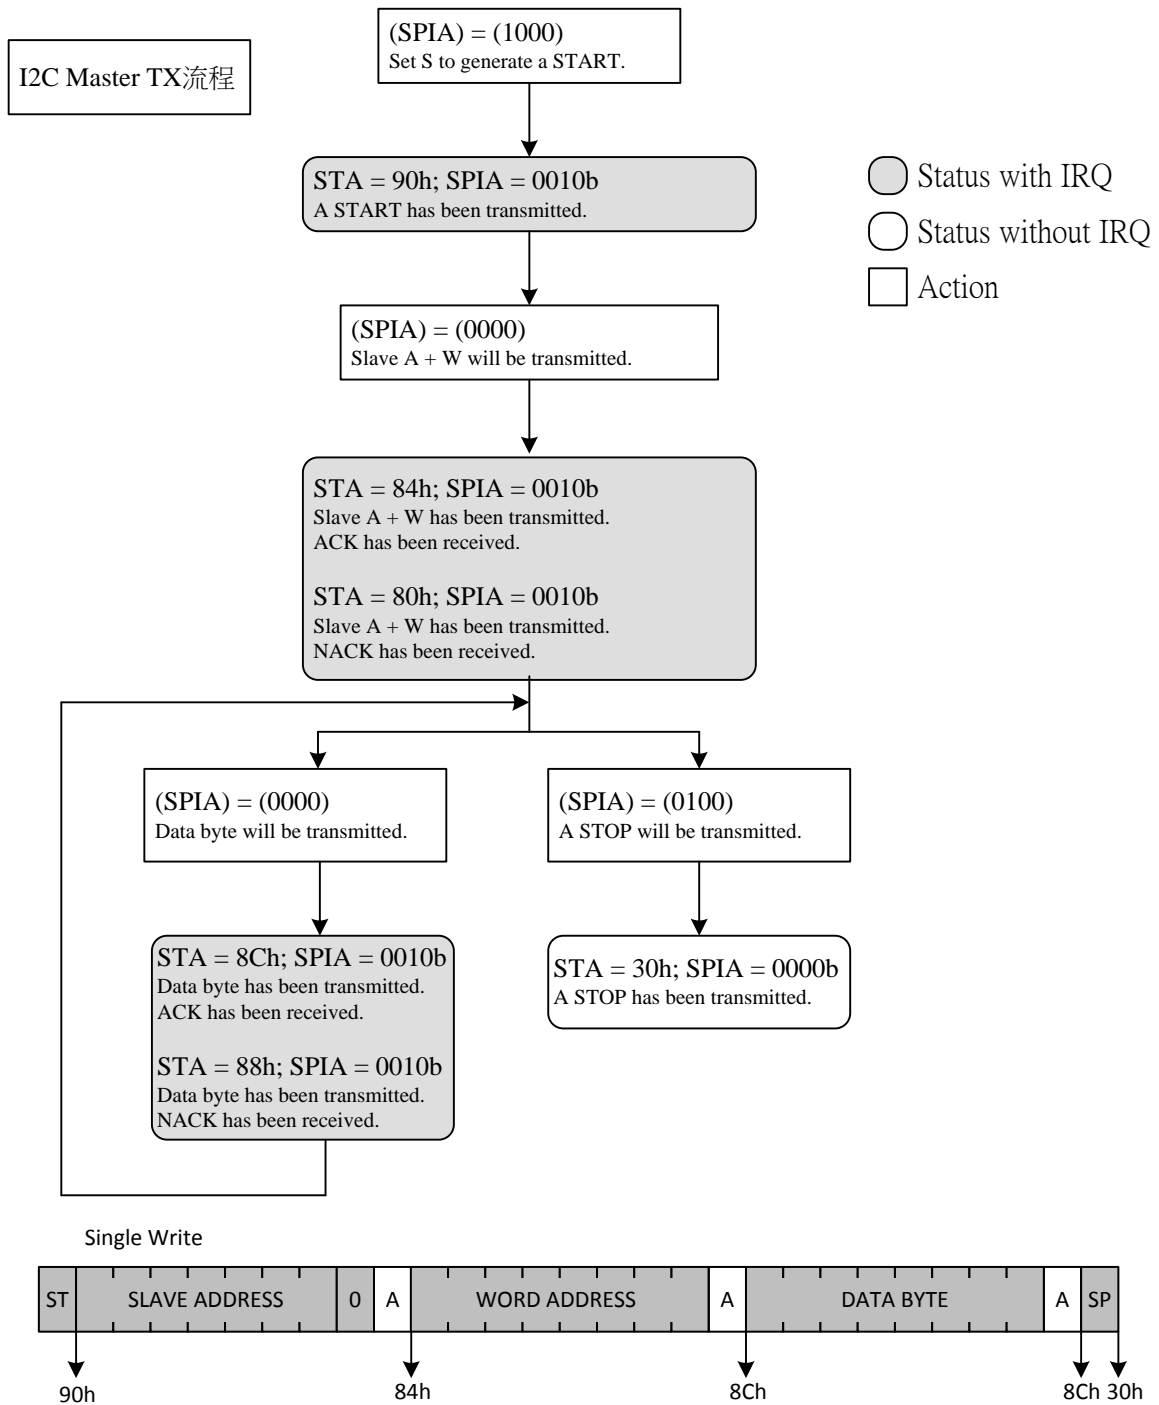 I2C Master TX流程
(SPIA) = (1000)
Set S to generate a START.
STA = 90h; SPIA = 0010b
A START has been transmitted.
Status with IRQ
Status without IRQ
Action
(SPIA) = (0000)
Slave A + W will be transmitted.
STA = 84h; SPIA = 0010b
Slave A + W has been transmitted.
ACK has been received.
STA = 80h; SPIA = 0010b
Slave A + W has been transmitted.
NACK has been received.
(SPIA) = (0000)
Data byte will be transmitted.
(SPIA) = (0100)
A STOP will be transmitted.
STA = 8Ch; SPIA = 0010b
Data byte has been transmitted.
ACK has been received.
STA = 88h; SPIA = 0010b
Data byte has been transmitted.
NACK has been received.
STA = 30h; SPIA = 0000b
A STOP has been transmitted.
Single Write
ST SLAVE ADDRESS 0 A WORD ADDRESS A DATA BYTE A SP
90h 84h 8Ch 8Ch 30h